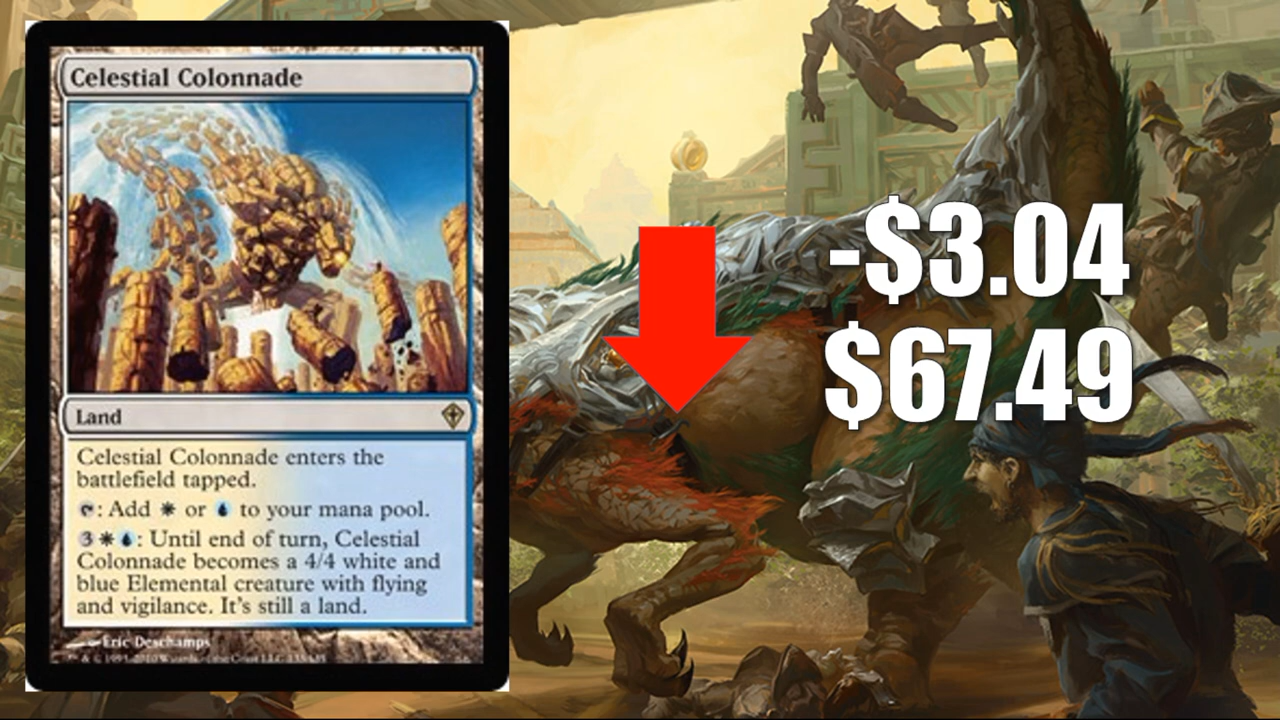 Celestial Colonnade
Land
Celestial Colonnade enters the
battlefield tapped.
: Add or to your mana pool.
3 : Until end of turn, Celestial
Colonnade becomes a 4/4 white and
blue Elemental creature with flying
and vigilance. It's still a land.
Eric Deschamps
-$3.04
$67.49